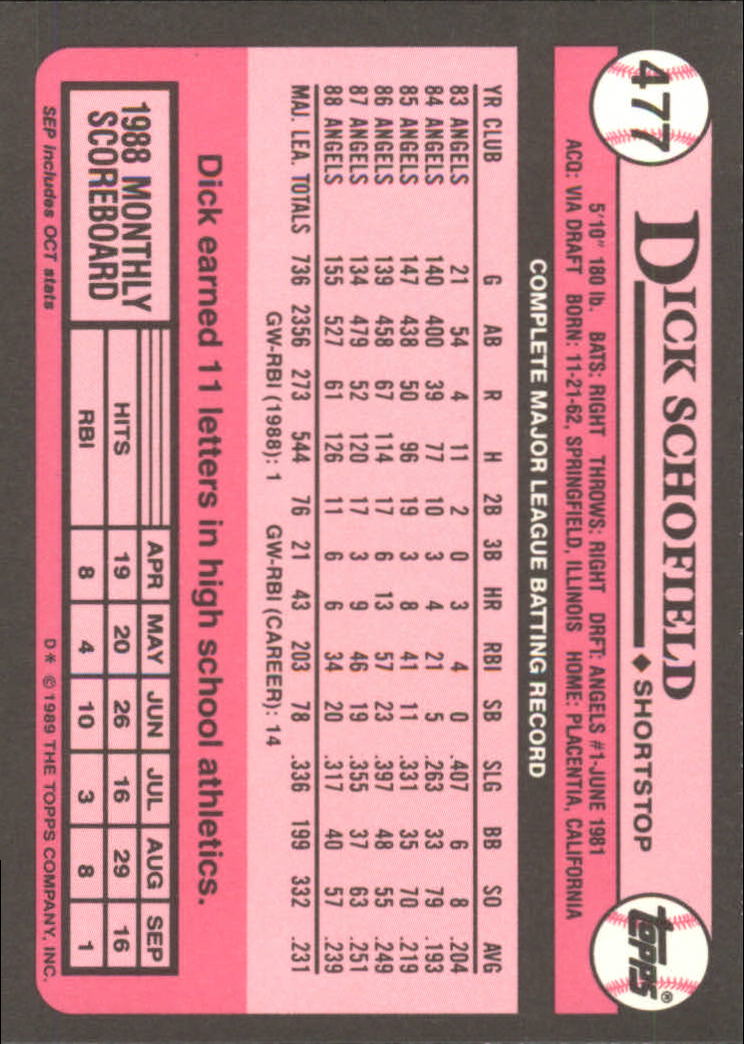 477
DICK SCHOFIELD ◆ SHORTSTOP
TOPPS®
5'10" 180 lb. BATS: RIGHT THROWS: RIGHT DRFT: ANGELS #1-JUNE 1981
ACQ: VIA DRAFT BORN: 11-21-62, SPRINGFIELD, ILLINOIS HOME: PLACENTIA, CALIFORNIA
COMPLETE MAJOR LEAGUE BATTING RECORD
YR CLUB G AB R H 2B 3B HR RBI SB SLG BB SO AVG
83 ANGELS 21 54 4 11 2 0 3 4 0 .407 6 8 .204
84 ANGELS 140 400 39 77 10 3 4 21 5 .263 33 79 .193
85 ANGELS 147 438 50 96 19 3 8 41 11 .331 35 70 .219
86 ANGELS 139 458 67 114 17 6 13 57 23 .397 48 55 .249
87 ANGELS 134 479 52 120 17 3 9 46 19 .355 37 63 .251
88 ANGELS 155 527 61 126 11 6 6 34 20 .317 40 57 .239
MAJ. LEA. TOTALS 736 2356 273 544 76 21 43 203 78 .336 199 332 .231
GW-RBI (1988): 1 GW-RBI (CAREER): 14
Dick earned 11 letters in high school athletics.
1988 MONTHLY
SCOREBOARD
APR MAY JUN JUL AUG SEP
HITS 19 20 26 16 29 16
RBI 8 4 10 3 8 1
SEP includes OCT stats
D* © 1989 THE TOPPS COMPANY, INC.